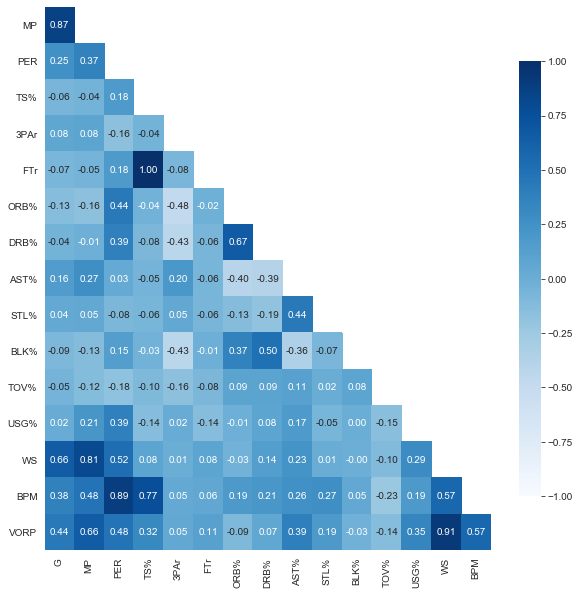 MP 0.87
PER 0.25 0.37
TS% -0.06 -0.04 0.18
3PAr 0.08 0.08 -0.16 -0.04
FTr -0.07 -0.05 0.18 1.00 -0.08
ORB% -0.13 -0.16 0.44 -0.04 -0.48 -0.02
DRB% -0.04 -0.01 0.39 -0.08 -0.43 -0.06 0.67
AST% 0.16 0.27 0.03 -0.05 0.20 -0.06 -0.40 -0.39
STL% 0.04 0.05 -0.08 -0.06 0.05 -0.06 -0.13 -0.19 0.44
BLK% -0.09 -0.13 0.15 -0.03 -0.43 -0.01 0.37 0.50 -0.36 -0.07
TOV% -0.05 -0.12 -0.18 -0.10 -0.16 -0.08 0.09 0.09 0.11 0.02 0.08
USG% 0.02 0.21 0.39 -0.14 0.02 -0.14 -0.01 0.08 0.17 -0.05 0.00 -0.15
WS 0.66 0.81 0.52 0.08 0.01 0.08 -0.03 0.14 0.23 0.01 -0.00 -0.10 0.29
BPM 0.38 0.48 0.89 0.77 0.05 0.06 0.19 0.21 0.26 0.27 0.05 -0.23 0.19 0.57
VORP 0.44 0.66 0.48 0.32 0.05 0.11 -0.09 0.07 0.39 0.19 -0.03 -0.14 0.35 0.91 0.57
G MP PER TS% 3PAr FTr ORB% DRB% AST% STL% BLK% TOV% USG% WS BPM
1.00
0.75
0.50
0.25
0.00
−0.25
−0.50
−0.75
−1.00